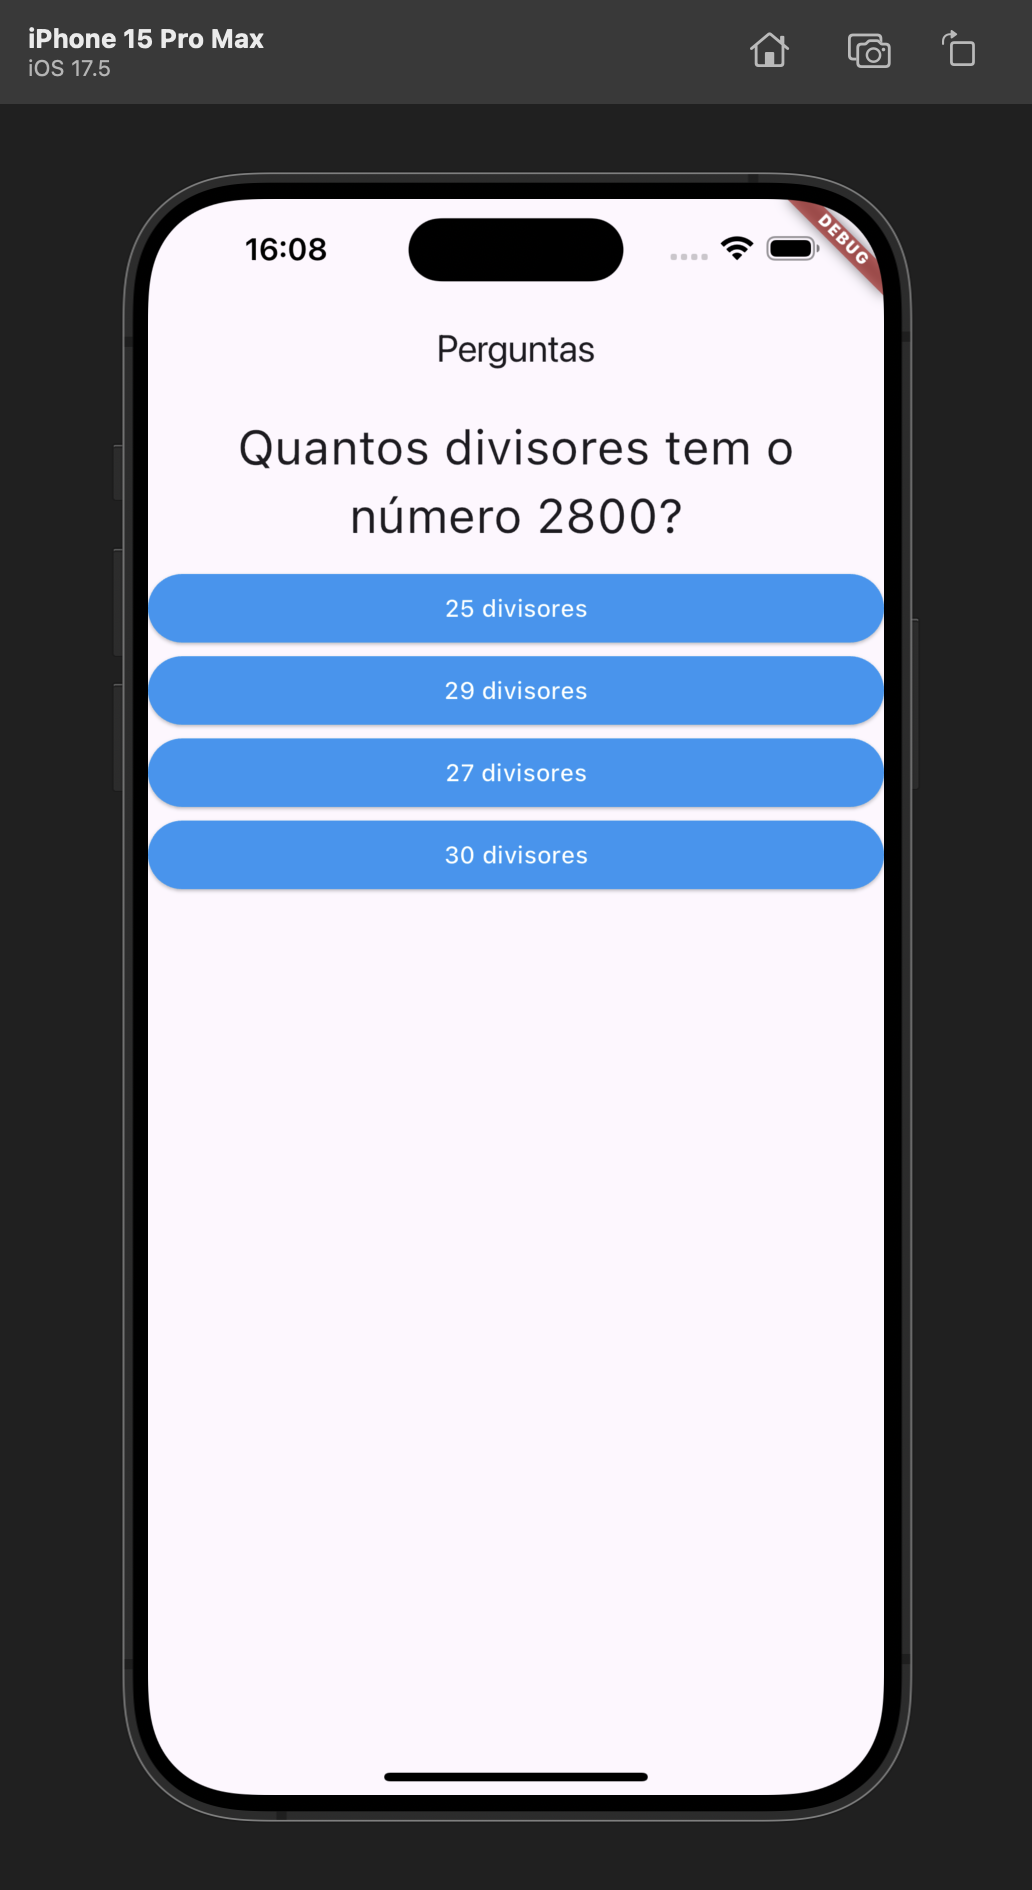 iPhone 15 Pro Max
iOS 17.5
16:08
DEBUG
Perguntas
Quantos divisores tem o
número 2800?
25 divisores
29 divisores
27 divisores
30 divisores